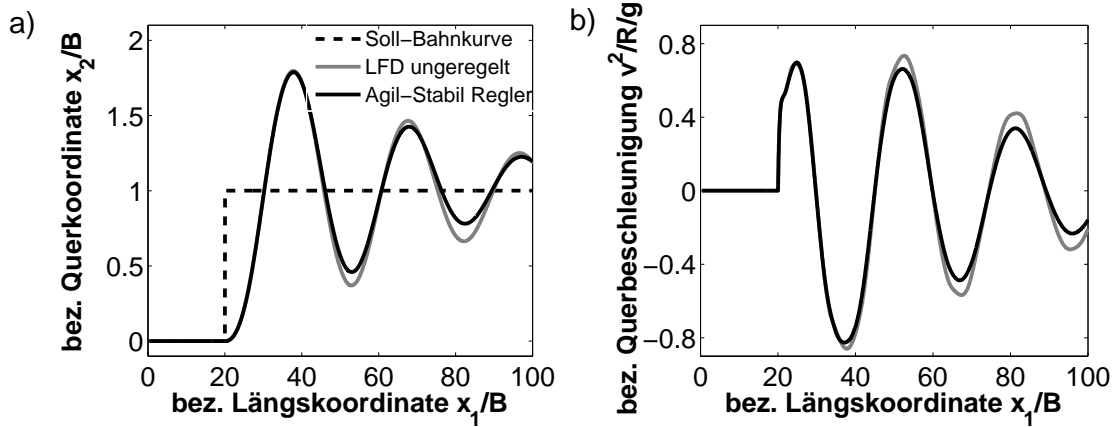 a)
bez. Querkoordinate x2/B
2
1.5
1
0.5
0
Soll−Bahnkurve
LFD ungeregelt
Agil−Stabil Regler
0 20 40 60 80 100
bez. Längskoordinate x1/B
b)
bez. Querbeschleunigung v²/R/g
0.8
0.4
0
−0.4
−0.8
0 20 40 60 80 100
bez. Längskoordinate x1/B